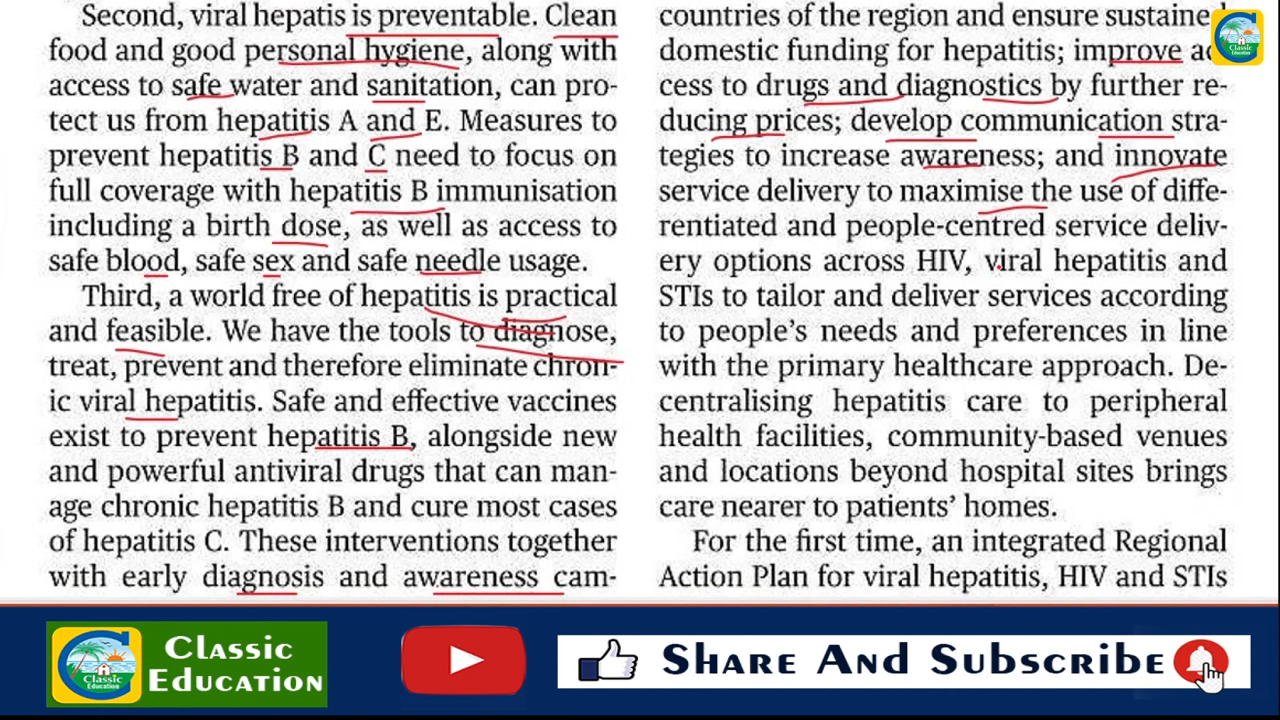 Second, viral hepatis is preventable. Clean
food and good personal hygiene, along with
access to safe water and sanitation, can pro-
tect us from hepatitis A and E. Measures to
prevent hepatitis B and C need to focus on
full coverage with hepatitis B immunisation
including a birth dose, as well as access to
safe blood, safe sex and safe needle usage.
Third, a world free of hepatitis is practical
and feasible. We have the tools to diagnose,
treat, prevent and therefore eliminate chron-
ic viral hepatitis. Safe and effective vaccines
exist to prevent hepatitis B, alongside new
and powerful antiviral drugs that can man-
age chronic hepatitis B and cure most cases
of hepatitis C. These interventions together
with early diagnosis and awareness cam-
countries of the region and ensure sustained
domestic funding for hepatitis; improve ac-
cess to drugs and diagnostics by further re-
ducing prices; develop communication stra-
tegies to increase awareness; and innovate
service delivery to maximise the use of diffe-
rentiated and people-centred service deliv-
ery options across HIV, viral hepatitis and
STIs to tailor and deliver services according
to people's needs and preferences in line
with the primary healthcare approach. De-
centralising hepatitis care to peripheral
health facilities, community-based venues
and locations beyond hospital sites brings
care nearer to patients' homes.
For the first time, an integrated Regional
Action Plan for viral hepatitis, HIV and STIs
Classic
Education
Classic
Education
Classic
Education
Share And Subscribe